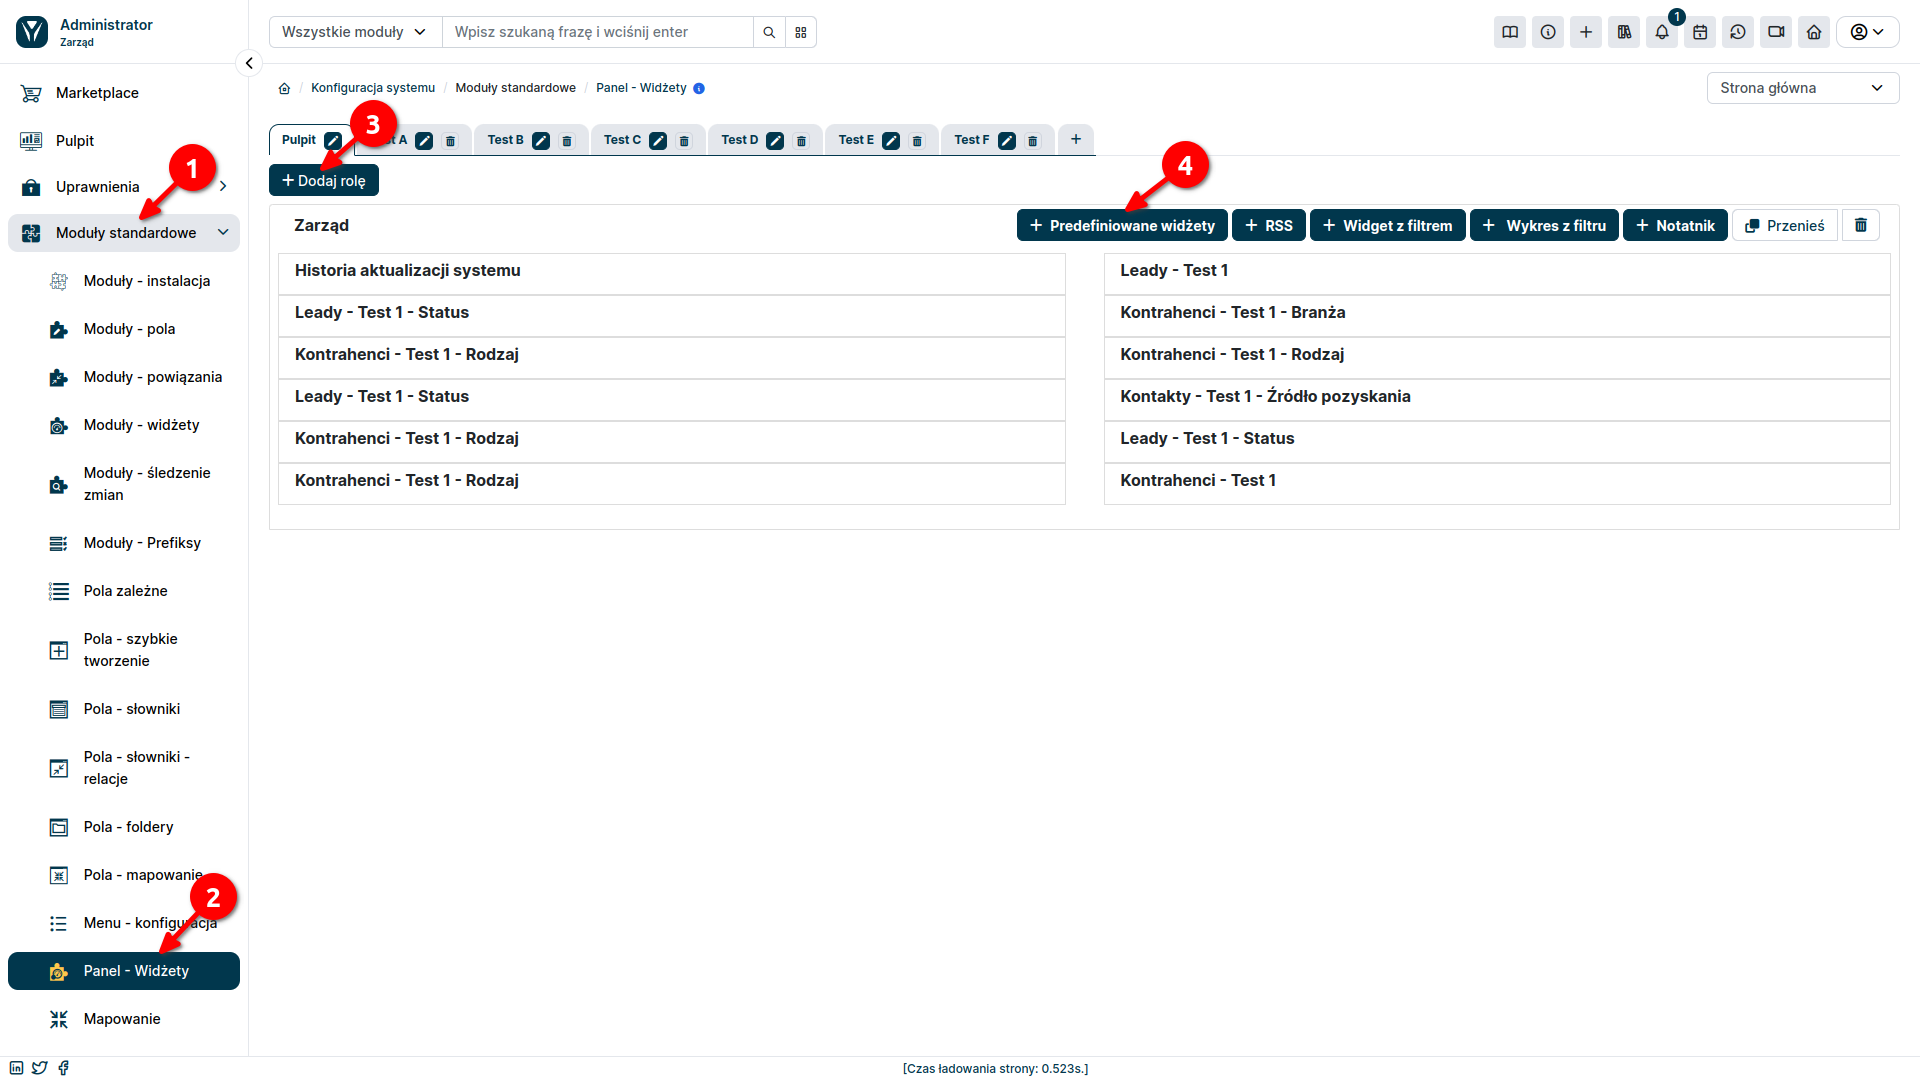 Administrator
Zarząd
Wszystkie moduły
Wpisz szukaną frazę i wciśnij enter
1
Marketplace
Pulpit
Uprawnienia
Moduły standardowe
Moduły - instalacja
Moduły - pola
Moduły - powiązania
Moduły - widżety
Moduły - śledzenie
zmian
Moduły - Prefiksy
Pola zależne
Pola - szybkie
tworzenie
Pola - słowniki
Pola - słowniki -
relacje
Pola - foldery
Pola - mapowanie
Menu - konfiguracja
Panel - Widżety
Mapowanie
1
2
/ Konfiguracja systemu / Moduły standardowe / Panel - Widżety
Strona główna
3
4
Pulpit
A
Test B
Test C
Test D
Test E
Test F
+
+ Dodaj rolę
Zarząd
+ Predefiniowane widżety
+ RSS
+ Widget z filtrem
+ Wykres z filtru
+ Notatnik
Przenieś
Historia aktualizacji systemu
Leady - Test 1 - Status
Kontrahenci - Test 1 - Rodzaj
Leady - Test 1 - Status
Kontrahenci - Test 1 - Rodzaj
Kontrahenci - Test 1 - Rodzaj
Leady - Test 1
Kontrahenci - Test 1 - Branża
Kontrahenci - Test 1 - Rodzaj
Kontakty - Test 1 - Źródło pozyskania
Leady - Test 1 - Status
Kontrahenci - Test 1
[Czas ładowania strony: 0.523s.]